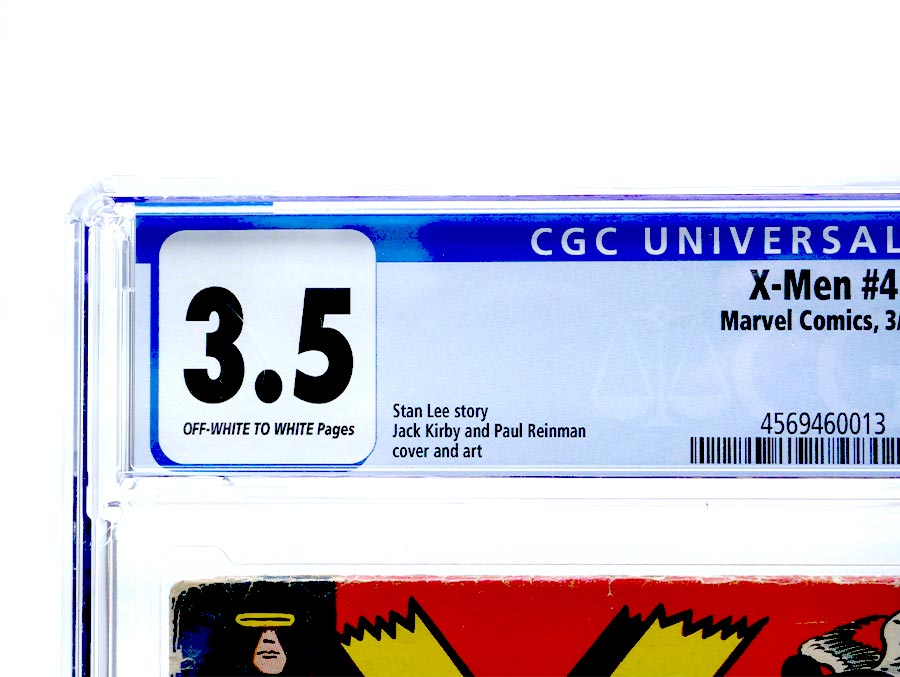 CGC UNIVERSAL
3.5
X-Men #4
Marvel Comics, 3/
OFF-WHITE TO WHITE Pages
Stan Lee story
Jack Kirby and Paul Reinman
cover and art
4569460013
CG